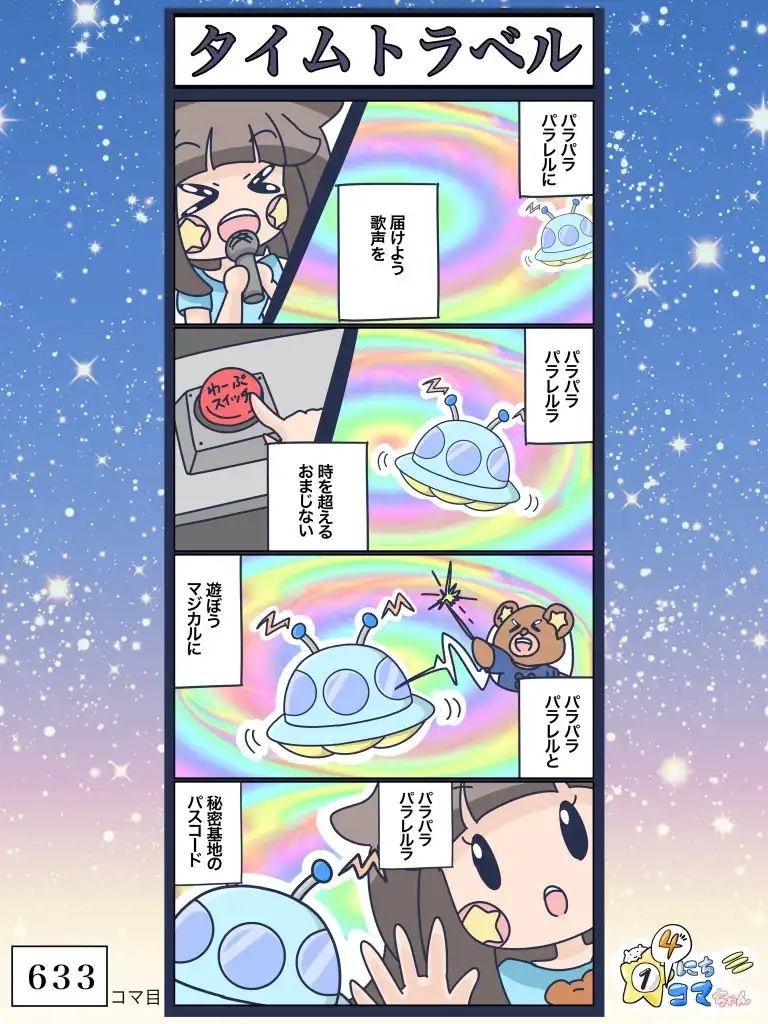 タイムトラベル
パラパラ
パラレルに
届けよう
歌声を
パラパラ
パラレルラ
わーぷ
スイッチ
時を超える
おまじない
遊ぼう
マジカルに
パラパラ
パラレルと
パラパラ
パラレルラ
秘密基地の
パスコード
633
コマ目
4
1
にち
コマちゃん